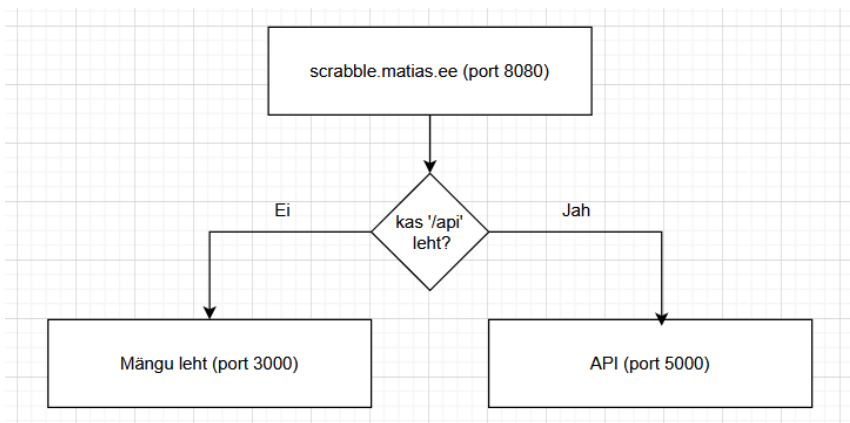 scrabble.matias.ee (port 8080)
Ei
kas '/api'
leht?
Jah
Mängu leht (port 3000)
API (port 5000)